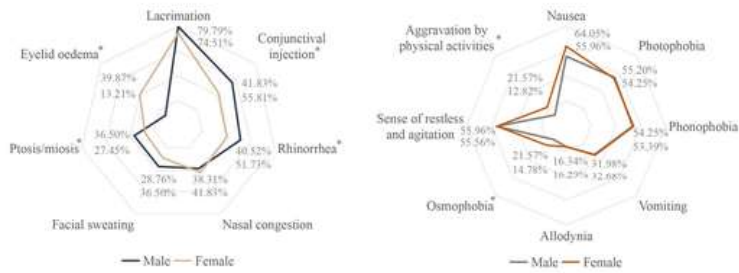 Lacrimation
79.79%
74.51%
Conjunctival
injection*
41.83%
55.81%
Rhinorrhea*
40.52%
51.73%
Nasal congestion
38.31%
41.83%
Facial sweating
28.76%
36.50%
Ptosis/miosis*
36.50%
27.45%
Eyelid oedema*
39.87%
13.21%
Male Female
Nausea
64.05%
55.96%
Photophobia
55.20%
54.25%
Phonophobia
54.25%
53.39%
Vomiting
31.98%
32.68%
Allodynia
16.34%
16.29%
Osmophobia*
21.57%
14.78%
Sense of restless
and agitation
55.96%
55.56%
Aggravation by
physical activities*
21.57%
12.82%
Male Female